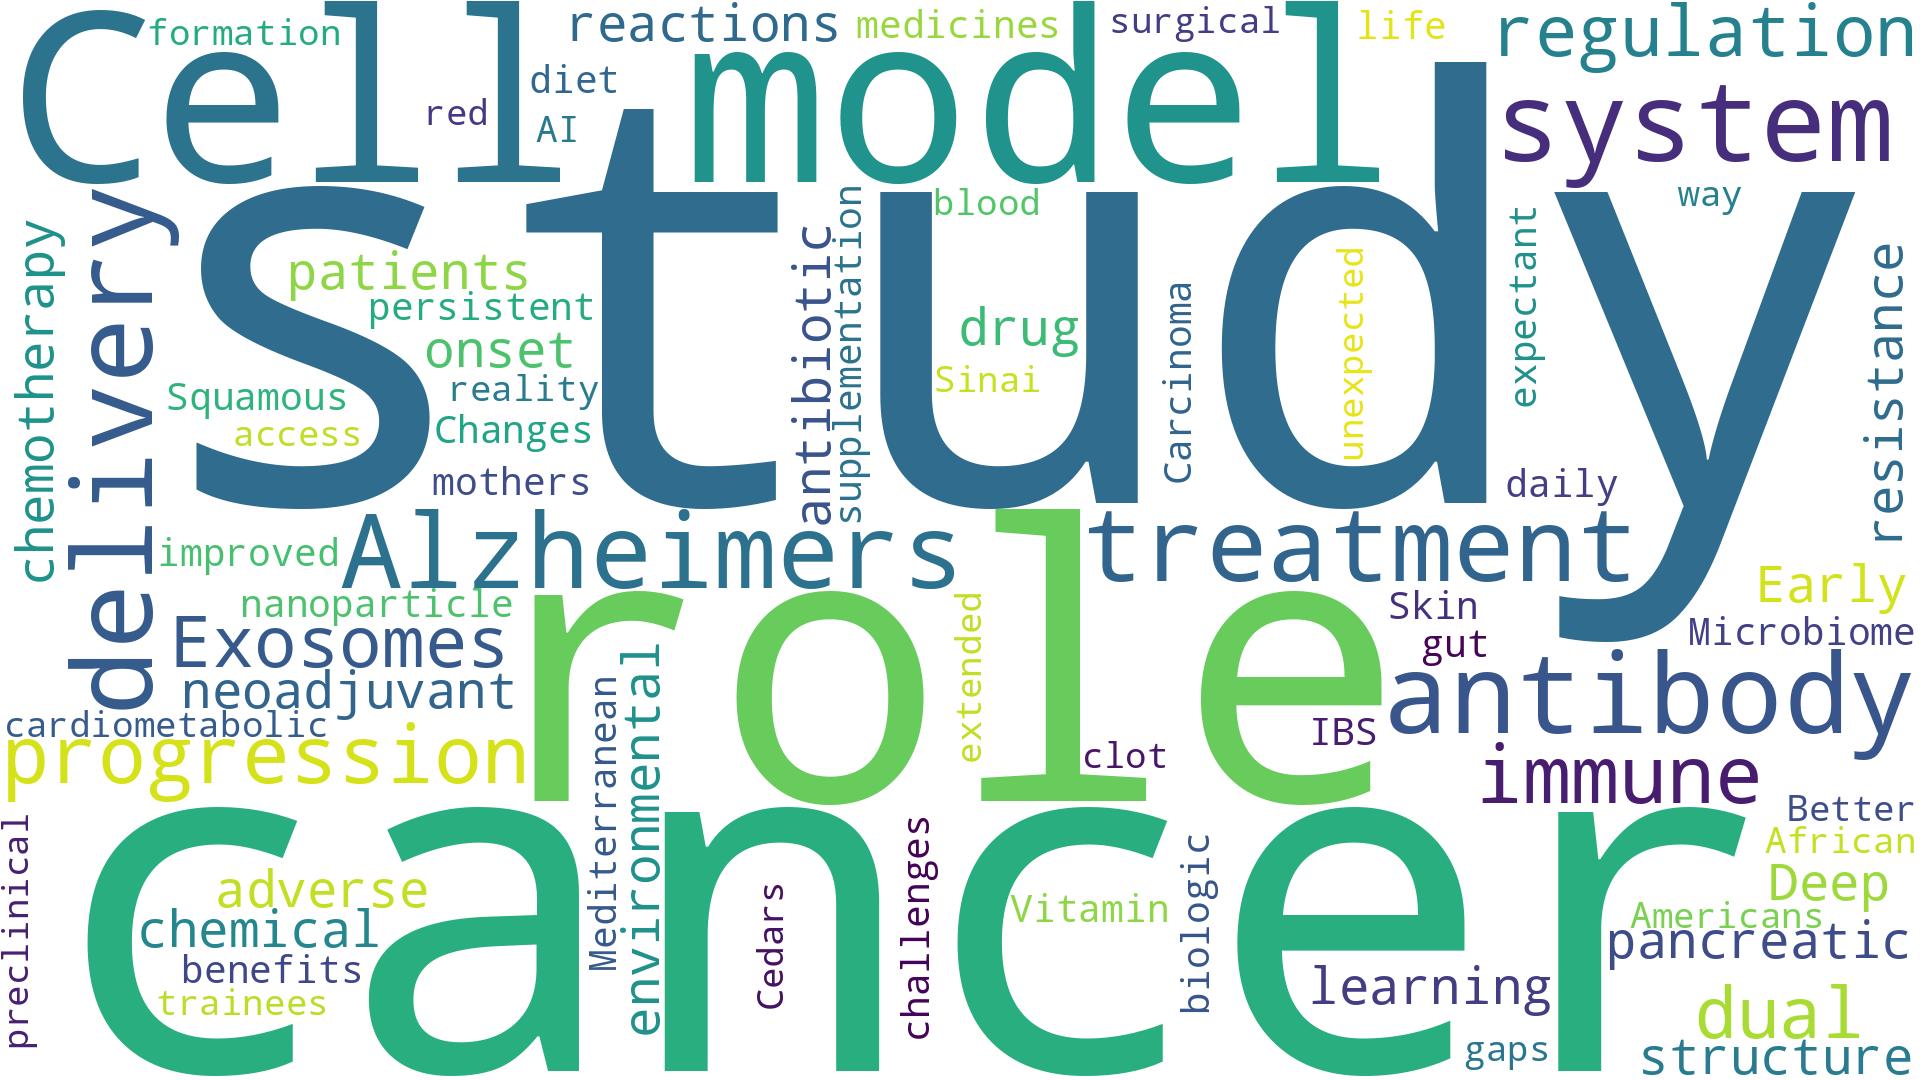 Cell
formation
reactions
medicines
surgical
life
regulation
diet
red
AI
model
system
study
delivery
chemotherapy
patients
persistent
onset
Squamous
reality
access
Changes
mothers
antibiotic
supplementation
blood
drug
Sinai
Carcinoma
unexpected
expectant
way
resistance
daily
improved
Alzheimers
treatment
nanoparticle
Exosomes
neoadjuvant
cardiometabolic
progression
role
extended
Skin
gut
Early
Microbiome
antibody
IBS
clot
immune
Mediterranean
environmental
cancer
preclinical
adverse
chemical
benefits
trainees
Cedars
challenges
Vitamin
biologic
learning
gaps
Better
African
Deep
Americans
pancreatic
dual
structure